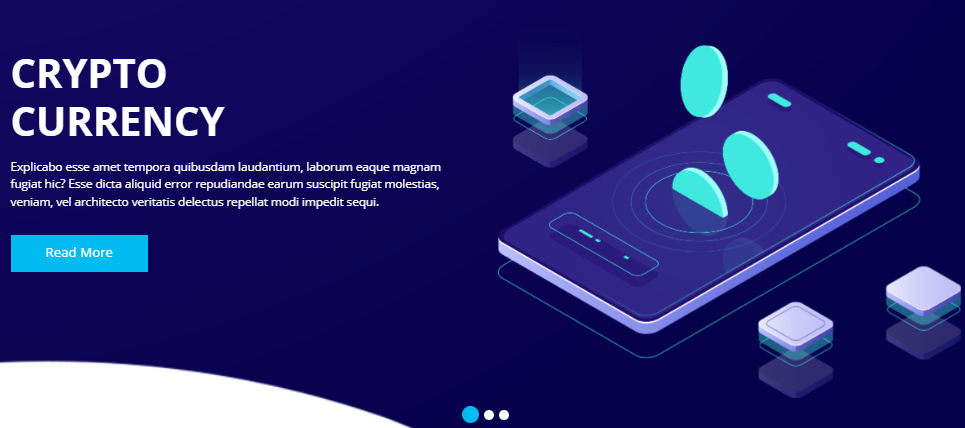 CRYPTO
CURRENCY
Explicabo esse amet tempora quibusdam laudantium, laborum eaque magnam
fugiat hic? Esse dicta aliquid error repudiandae earum suscipit fugiat molestias,
veniam, vel architecto veritatis delectus repellat modi impedit sequi.
Read More